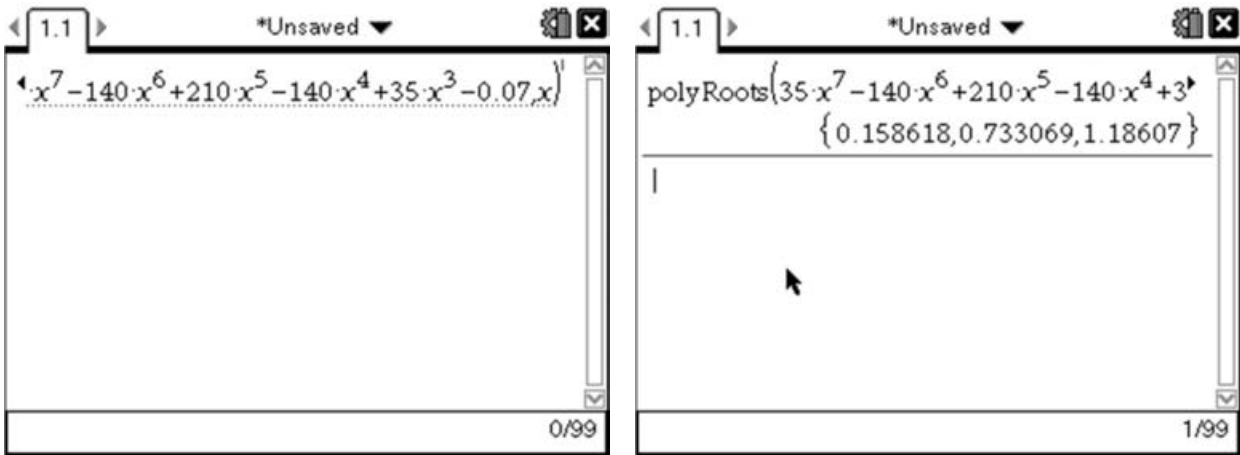 1.1 *Unsaved
·x⁷−140·x⁶+210·x⁵−140·x⁴+35·x³−0.07,x)
0/99
1.1 *Unsaved
polyRoots(35·x⁷−140·x⁶+210·x⁵−140·x⁴+3
{0.158618,0.733069,1.18607}
1/99